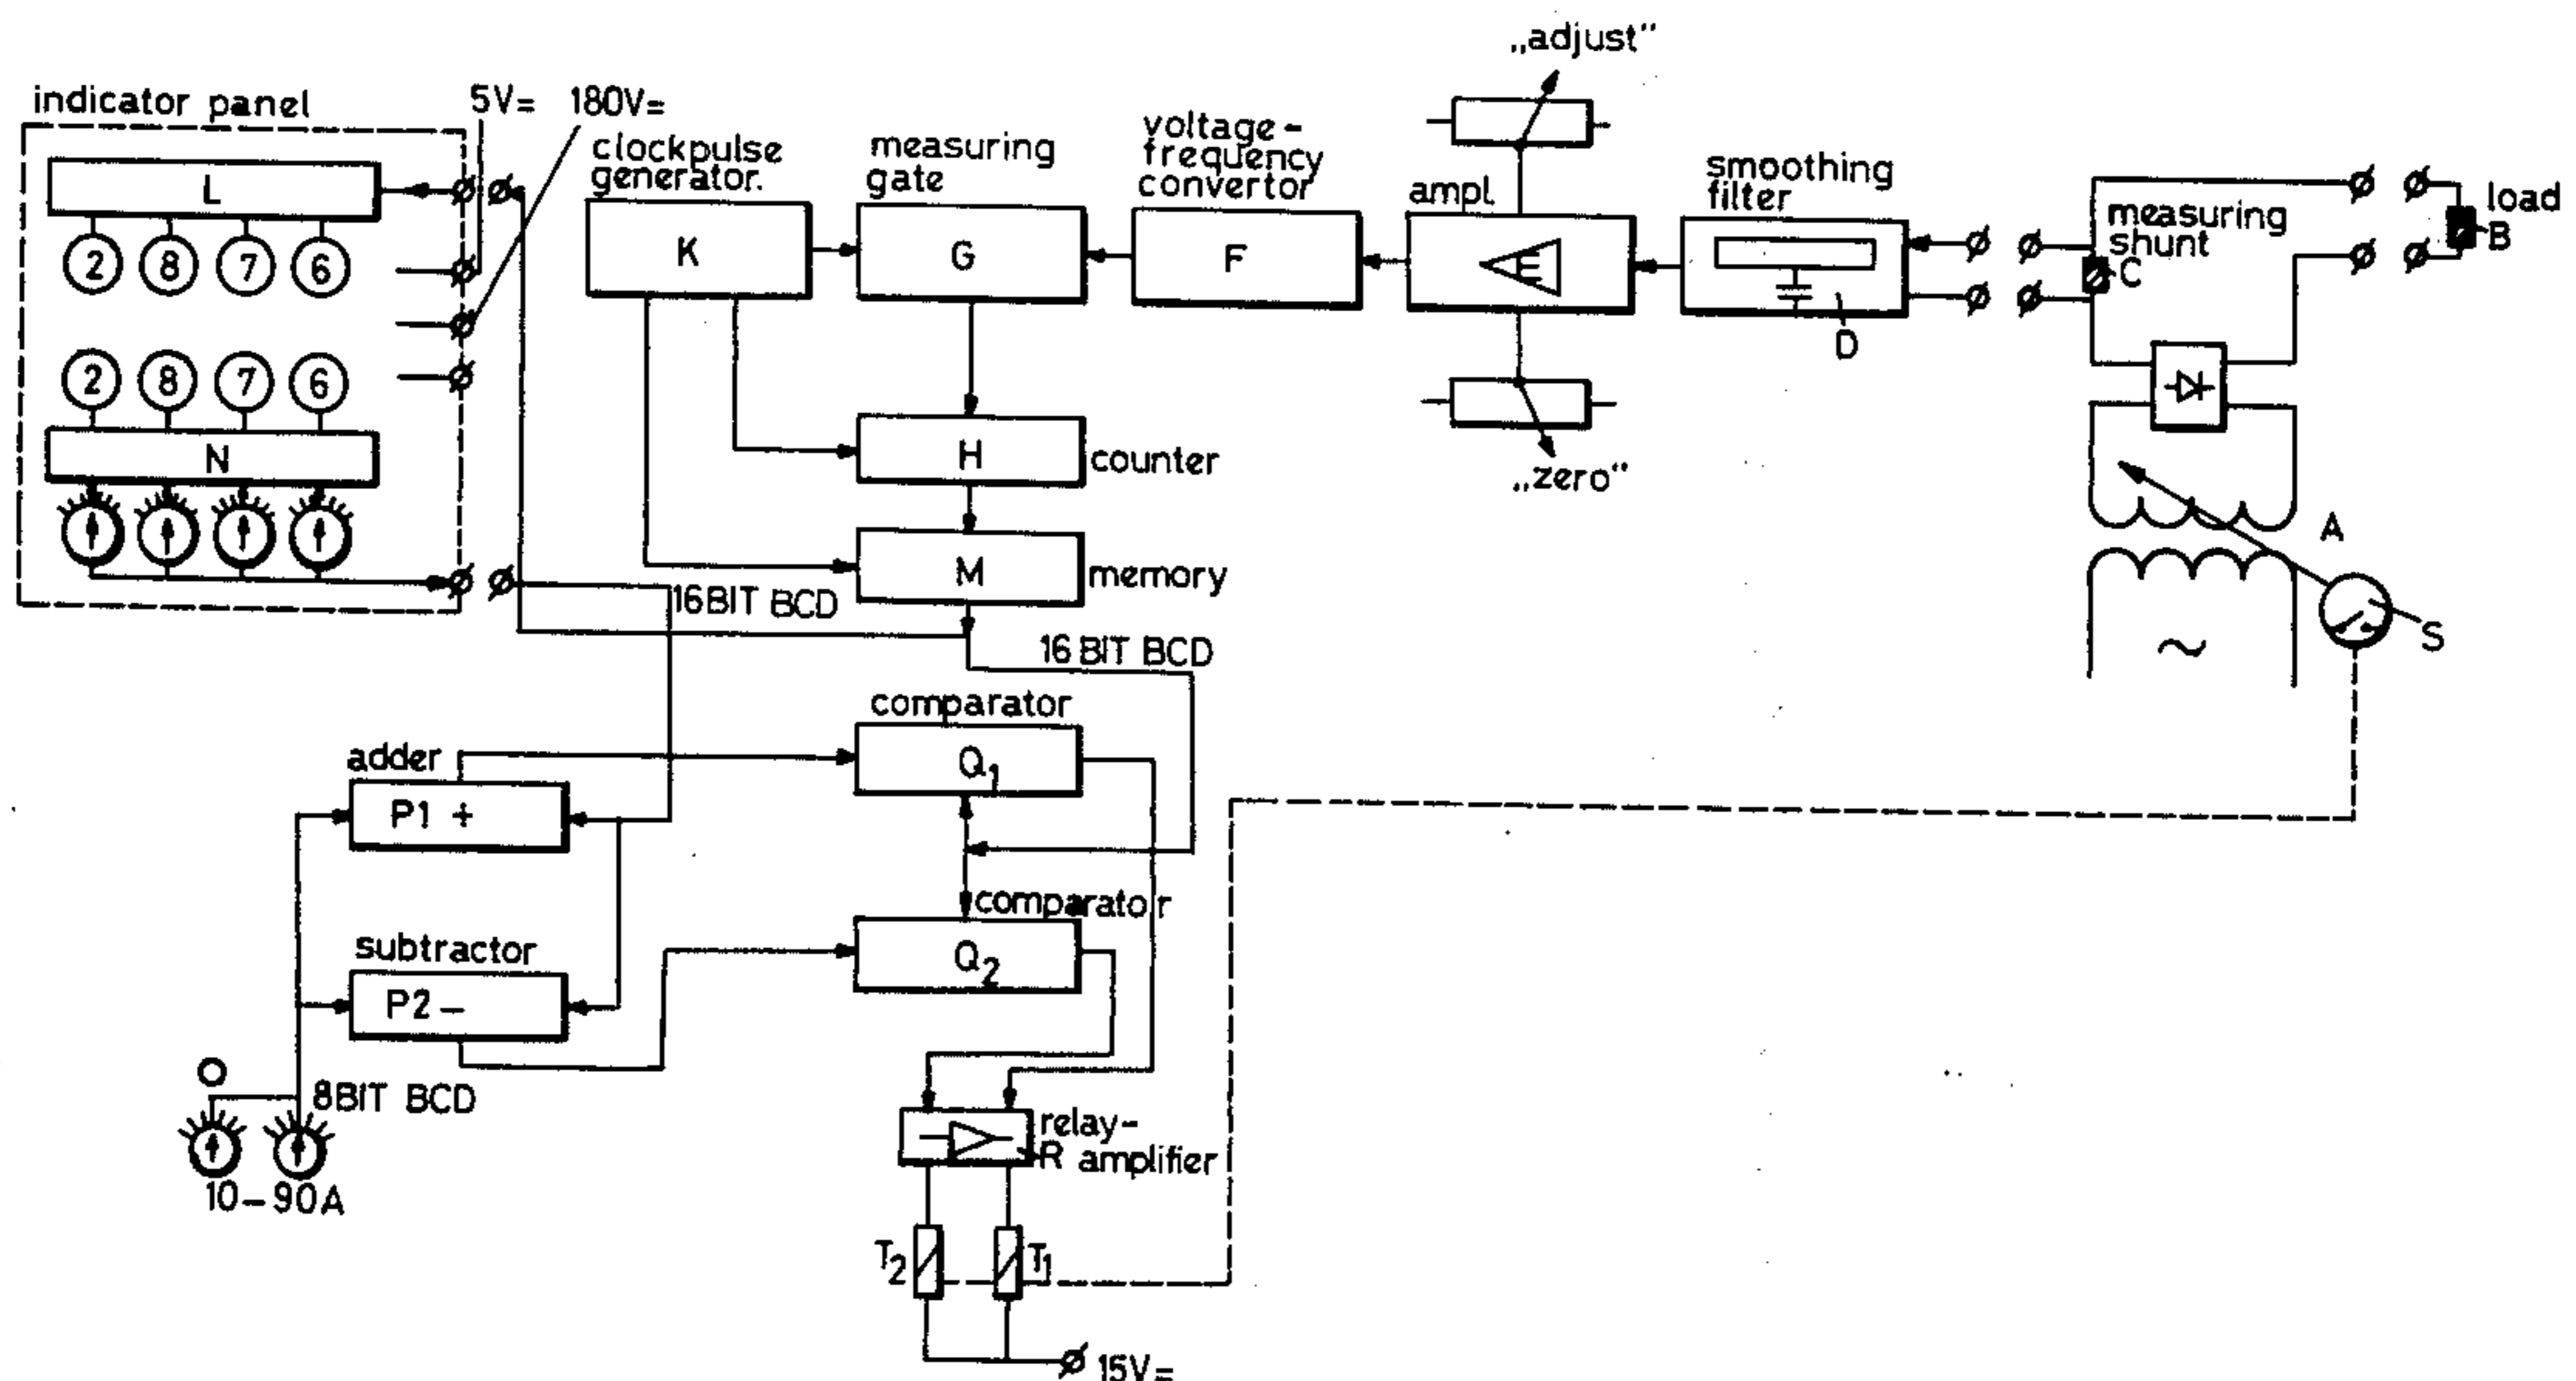 „adjust“
indicator panel
5V=
180V=
clockpulse
generator.
measuring
gate
voltage-
frequency
convertor
ampl.
smoothing
filter
measuring
shunt
C
load
B
L
2 8 7 6
K
G
F
D
2 8 7 6
N
H
counter
„zero“
A
S
M
memory
16BIT BCD
16BIT BCD
~
comparator
Q1
adder
P1 +
comparator
Q2
subtractor
P2 -
O
8BIT BCD
10-90A
relay-
R amplifier
T2
T1
15V=